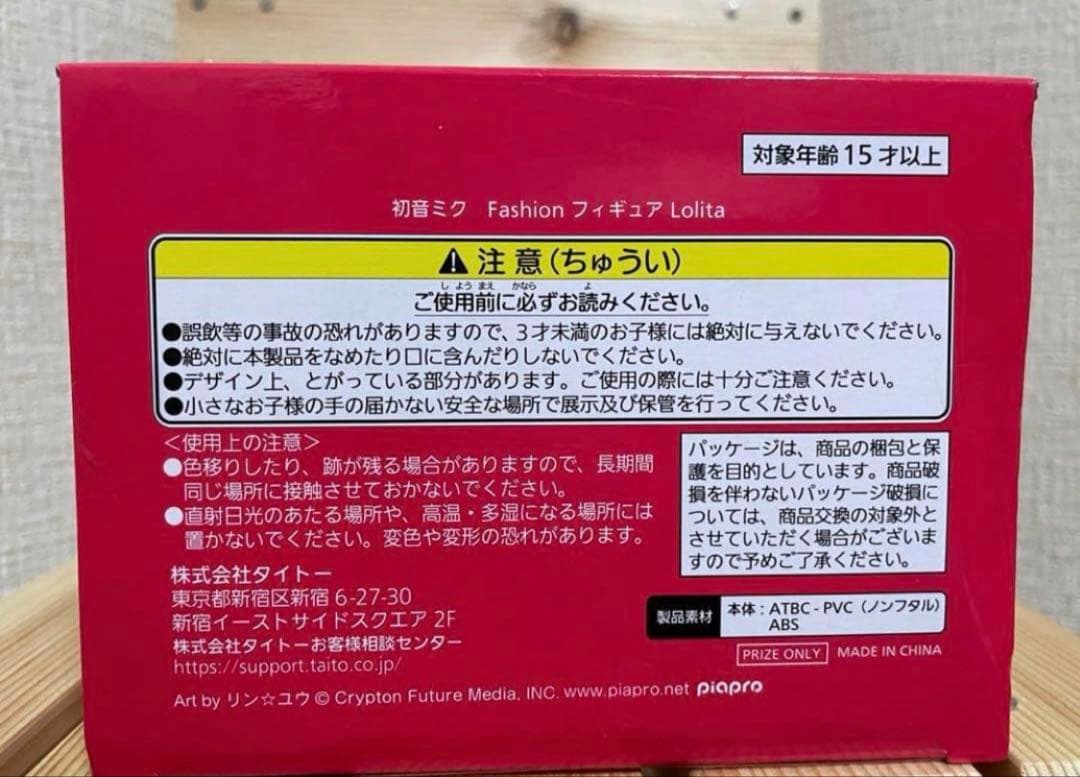 対象年齢15才以上
初音ミク Fashion フィギュア Lolita
注意(ちゅうい)
し よう まえ かなら よ
ご使用前に必ずお読みください。
●誤飲等の事故の恐れがありますので、3才未満のお子様には絶対に与えないでください。
●絶対に本製品をなめたり口に含んだりしないでください。
●デザイン上、とがっている部分があります。ご使用の際には十分ご注意ください。
●小さなお子様の手の届かない安全な場所で展示及び保管を行ってください。
<使用上の注意>
●色移りしたり、跡が残る場合がありますので、長期間
同じ場所に接触させておかないでください。
●直射日光のあたる場所や、高温・多湿になる場所には
置かないでください。変色や変形の恐れがあります。
パッケージは、商品の梱包と保
護を目的としています。商品破
損を伴わないパッケージ破損に
ついては、商品交換の対象外と
させていただく場合がございま
すので予めご了承ください。
株式会社タイトー
東京都新宿区新宿 6-27-30
新宿イーストサイドスクエア 2F
株式会社タイトーお客様相談センター
https://support.taito.co.jp/
製品素材
本体:ATBC-PVC(ノンフタル)
ABS
PRIZE ONLY MADE IN CHINA
Art by リン☆ユウ © Crypton Future Media, INC. www.piapro.net piapro